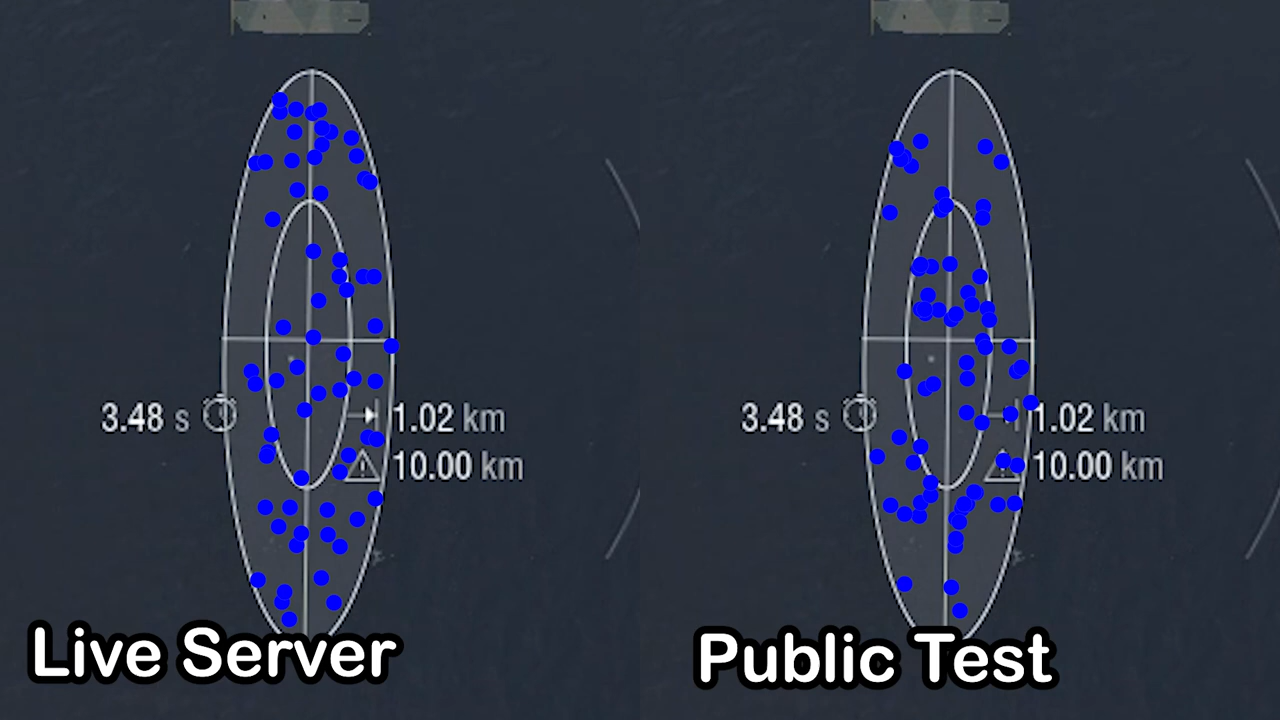 3.48 s
1.02 km
10.00 km
Live Server
3.48 s
1.02 km
10.00 km
Public Test